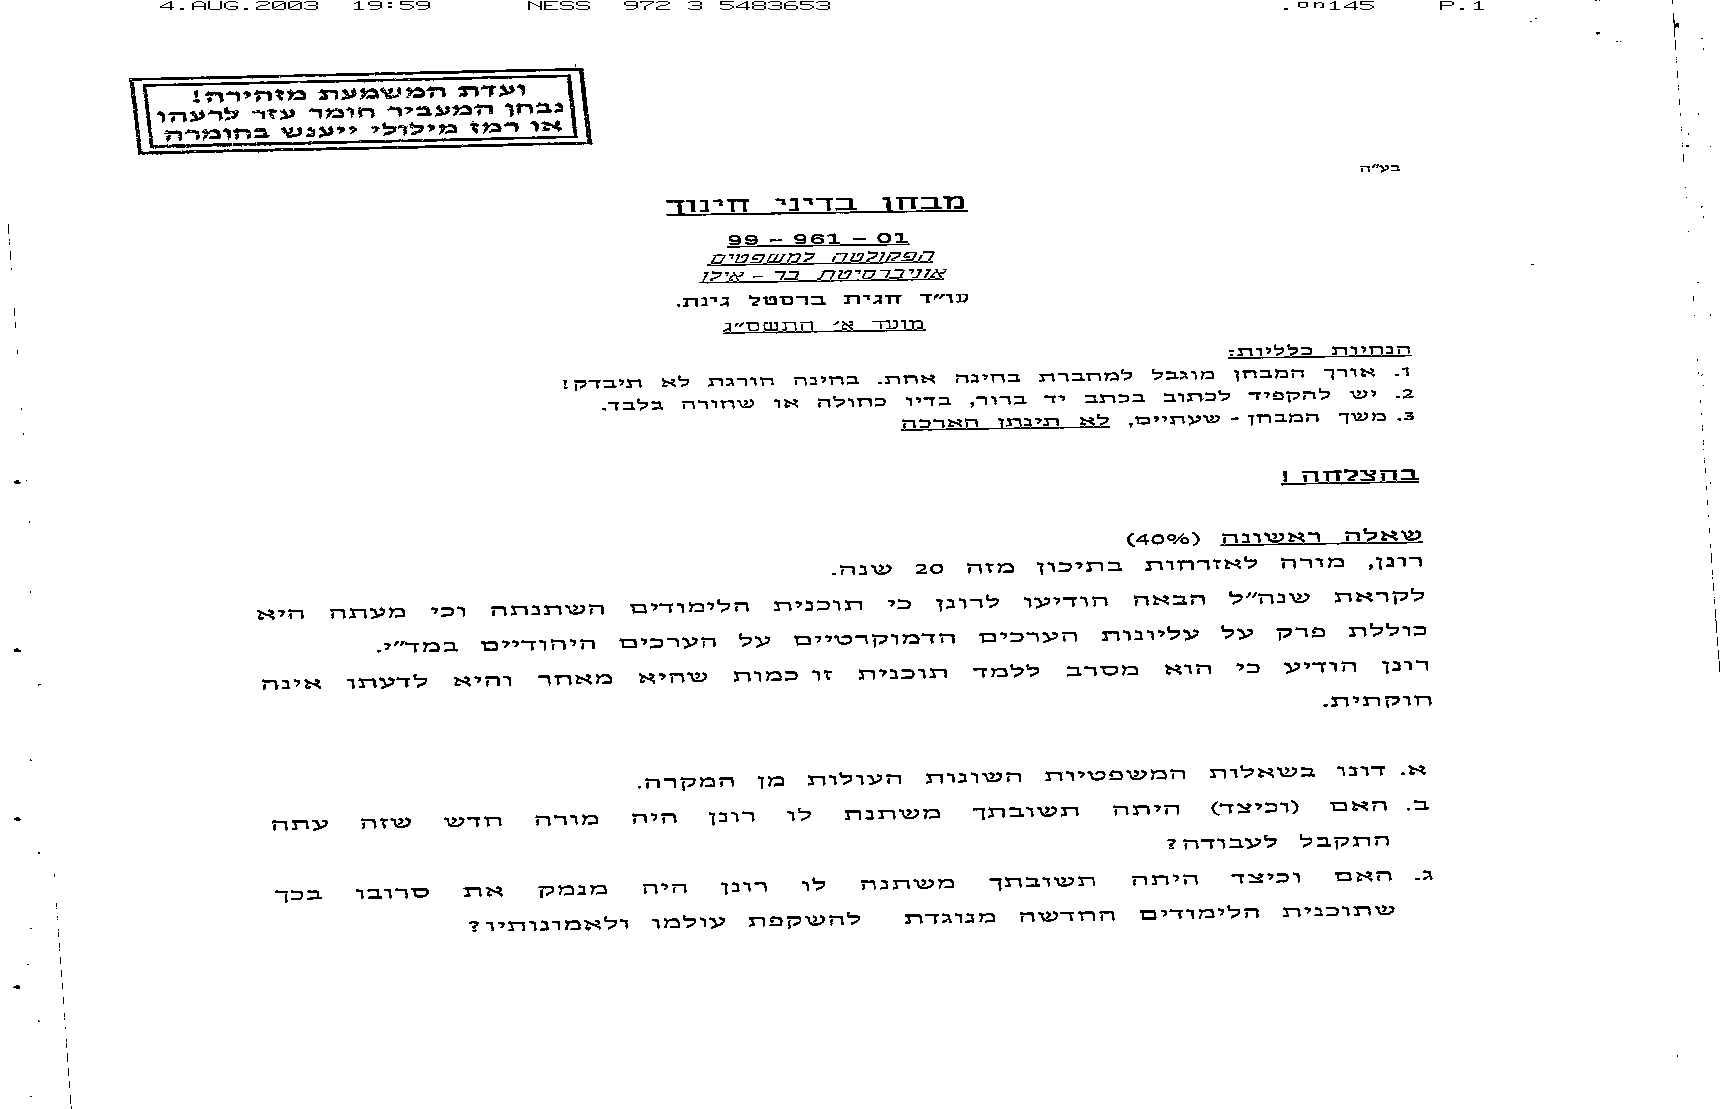 4.AUG.2003 19:59 NESS 972 3 5483653 .on145 P.1
ועדת המשמעת מזהירה!
נבחן המעביר חומר עזר לרעהו
או רמז מילולי ייענש בחומרה
בע"ה
מבחן בדיני חינוך
99 - 961 - 01
הפקולטה למשפטים
אוניברסיטת בר - אילן
עו"ד חגית ברסטל גינת.
מועד א' התשס"ג
הנחיות כלליות:
1. אורך המבחן מוגבל למחברת בחינה אחת. בחינה חורגת לא תיבדק!
2. יש להקפיד לכתוב בכתב יד ברור, בדיו כחולה או שחורה בלבד.
3. משך המבחן - שעתיים, לא תינתן הארכה
בהצלחה !
שאלה ראשונה (40%)
רונן, מורה לאזרחות בתיכון מזה 20 שנה.
לקראת שנה"ל הבאה הודיעו לרונן כי תוכנית הלימודים השתנתה וכי מעתה היא
כוללת פרק על עליונות הערכים הדמוקרטיים על הערכים היהודיים במד"י.
רונן הודיע כי הוא מסרב ללמד תוכנית זו כמות שהיא מאחר והיא לדעתו אינה
חוקתית.
א. דונו בשאלות המשפטיות השונות העולות מן המקרה.
ב. האם (וכיצד) היתה תשובתך משתנת לו רונן היה מורה חדש שזה עתה
התקבל לעבודה?
ג. האם וכיצד היתה תשובתך משתנה לו רונן היה מנמק את סרובו בכך
שתוכנית הלימודים החדשה מנוגדת להשקפת עולמו ולאמונותיו?